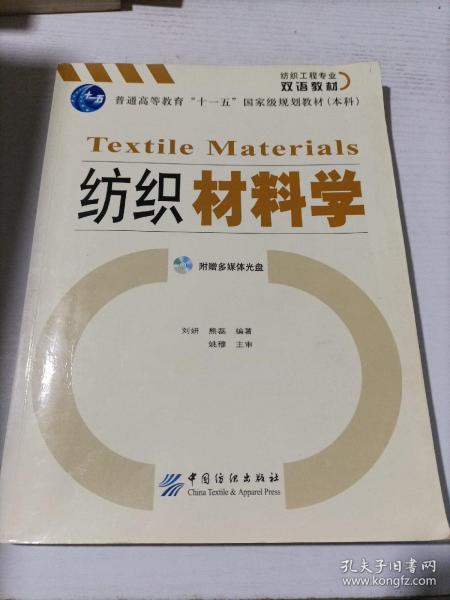 纺织工程专业
双语教材
十一五
普通高等教育“十一五”国家级规划教材(本科)
Textile Materials
纺织材料学
附赠多媒体光盘
刘妍 熊磊 编著
姚穆 主审
中国纺织出版社
China Textile & Apparel Press
孔夫子旧书网
www.kongfz.com